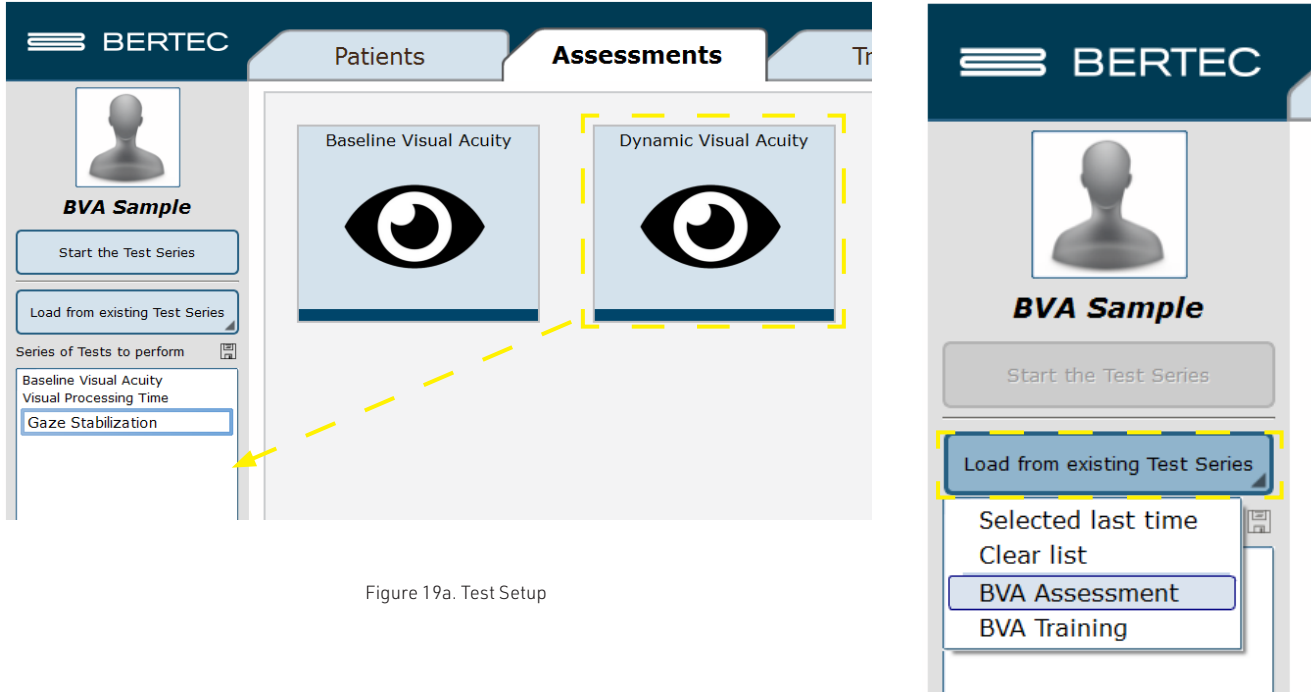 BERTEC
Patients
Assessments
Tr
BVA Sample
Start the Test Series
Load from existing Test Series
Series of Tests to perform
Baseline Visual Acuity
Visual Processing Time
Gaze Stabilization
Baseline Visual Acuity
Dynamic Visual Acuity
Figure 19a. Test Setup
BERTEC
BVA Sample
Start the Test Series
Load from existing Test Series
Selected last time
Clear list
BVA Assessment
BVA Training